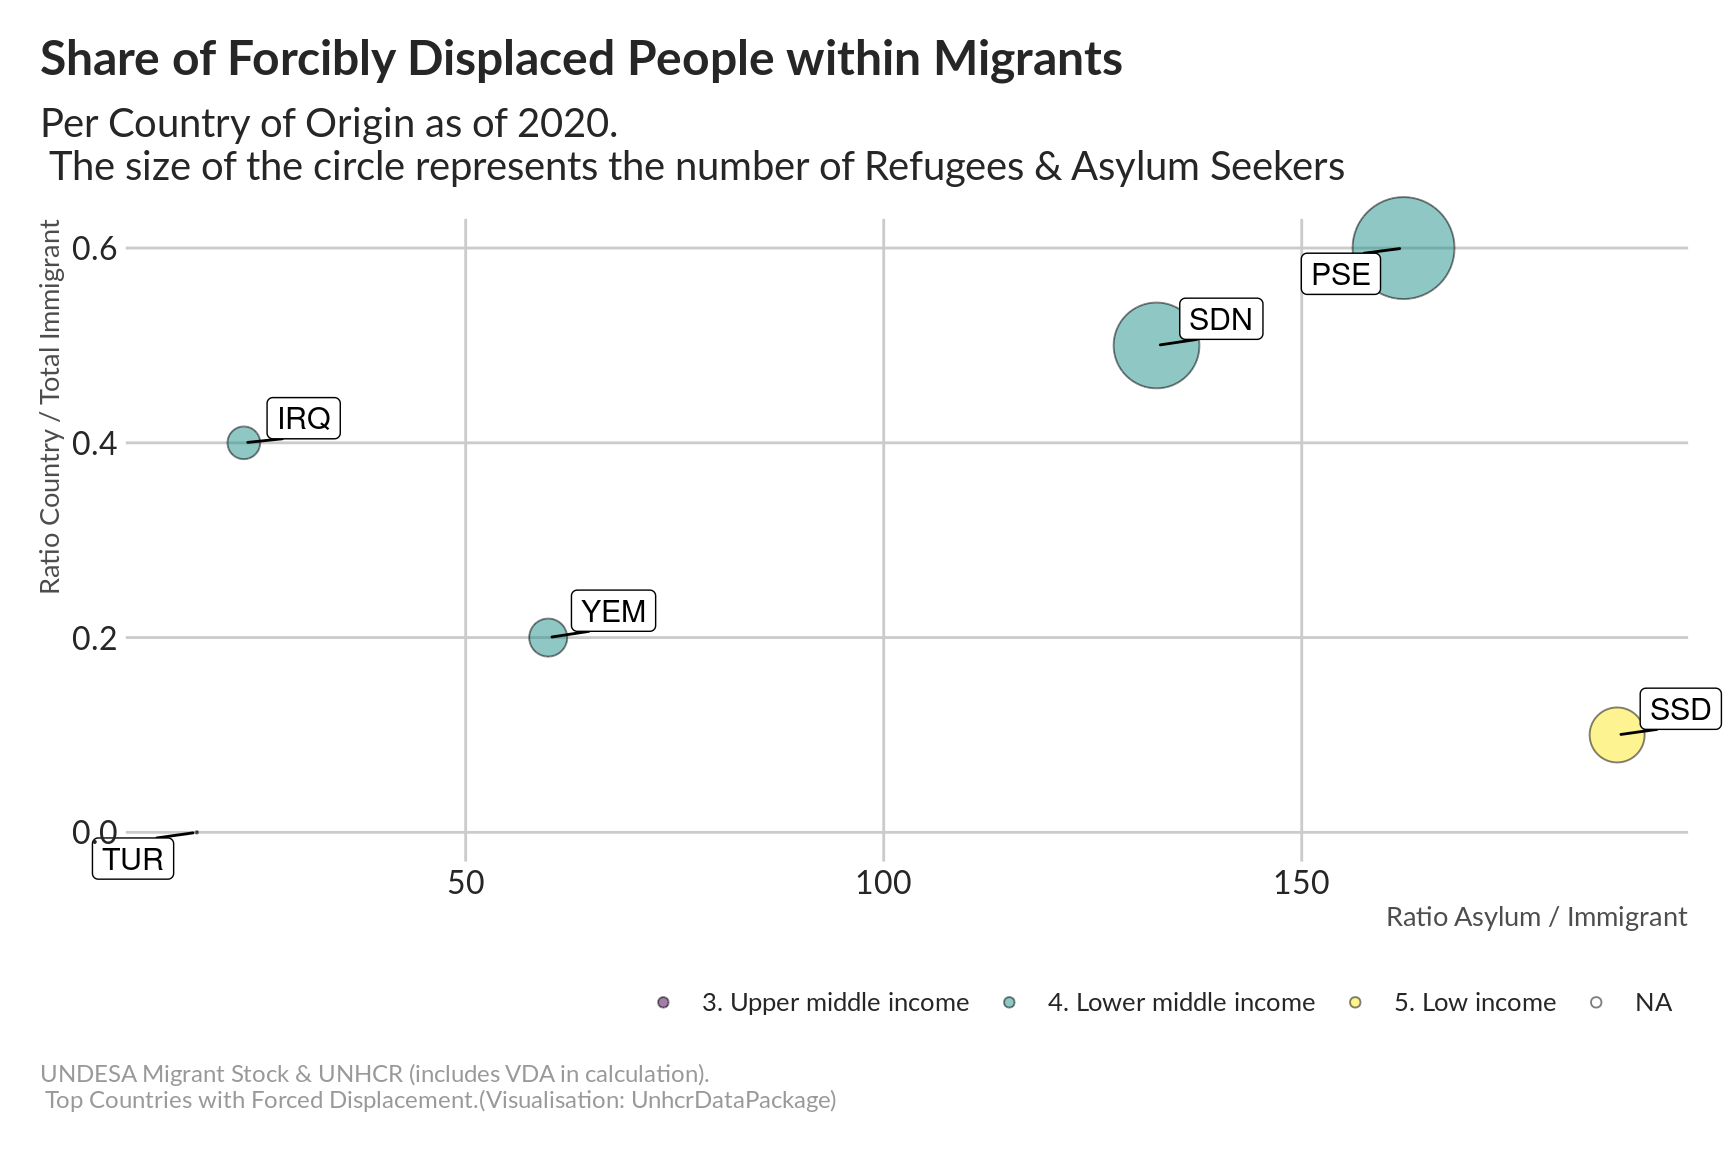 Share of Forcibly Displaced People within Migrants
Per Country of Origin as of 2020.
The size of the circle represents the number of Refugees & Asylum Seekers
Ratio Country / Total Immigrant
0.6
0.4
0.2
0.0
PSE
SDN
IRQ
YEM
SSD
TUR
50
100
150
Ratio Asylum / Immigrant
3. Upper middle income
4. Lower middle income
5. Low income
NA
UNDESA Migrant Stock & UNHCR (includes VDA in calculation).
Top Countries with Forced Displacement.(Visualisation: UnhcrDataPackage)